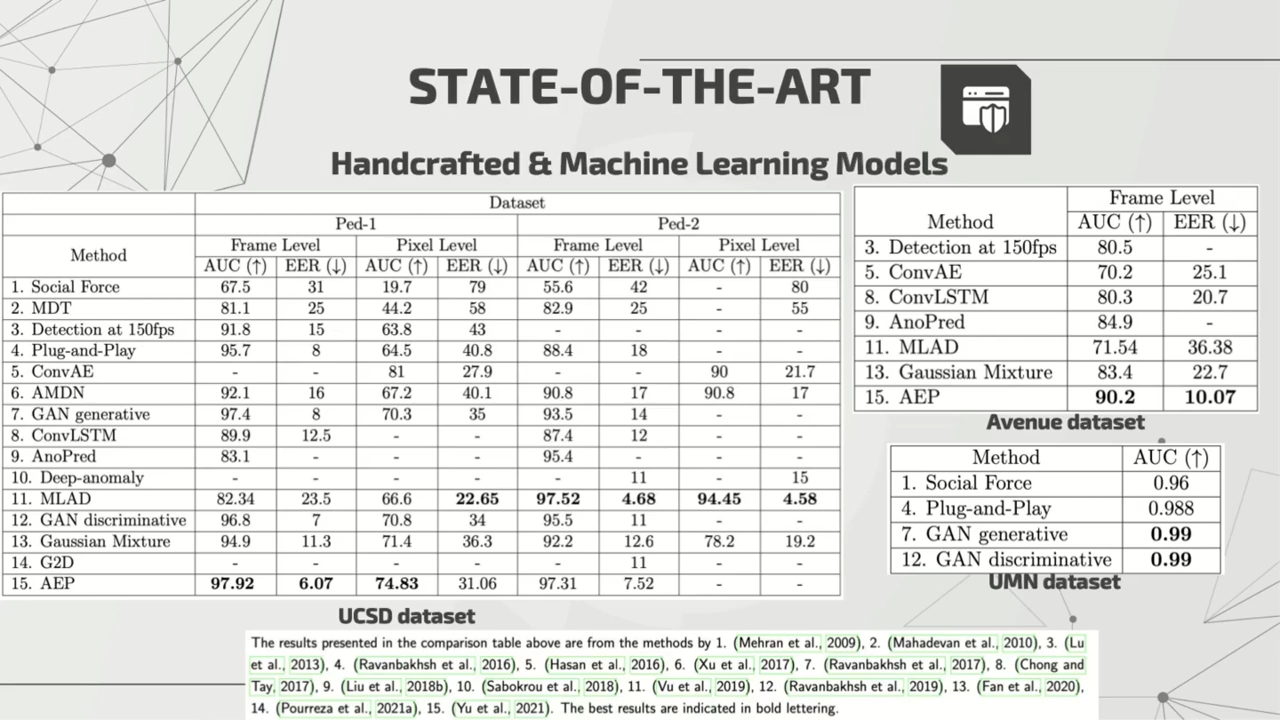 STATE-OF-THE-ART
Handcrafted & Machine Learning Models
Dataset
Ped-1 Ped-2
Method Frame Level Pixel Level Frame Level Pixel Level
AUC (↑) EER (↓) AUC (↑) EER (↓) AUC (↑) EER (↓) AUC (↑) EER (↓)
1. Social Force 67.5 31 19.7 79 55.6 42 - 80
2. MDT 81.1 25 44.2 58 82.9 25 - 55
3. Detection at 150fps 91.8 15 63.8 43 - - - -
4. Plug-and-Play 95.7 8 64.5 40.8 88.4 18 - -
5. ConvAE - - 81 27.9 - - 90 21.7
6. AMDN 92.1 16 67.2 40.1 90.8 17 90.8 17
7. GAN generative 97.4 8 70.3 35 93.5 14 - -
8. ConvLSTM 89.9 12.5 - - 87.4 12 - -
9. AnoPred 83.1 - - - 95.4 - - -
10. Deep-anomaly - - - - 11 - 15
11. MLAD 82.34 23.5 66.6 22.65 97.52 4.68 94.45 4.58
12. GAN discriminative 96.8 7 70.8 34 95.5 11 - -
13. Gaussian Mixture 94.9 11.3 71.4 36.3 92.2 12.6 78.2 19.2
14. G2D - - - - - 11 - -
15. AEP 97.92 6.07 74.83 31.06 97.31 7.52 - -
UCSD dataset
Frame Level
Method AUC (↑) EER (↓)
3. Detection at 150fps 80.5 -
5. ConvAE 70.2 25.1
8. ConvLSTM 80.3 20.7
9. AnoPred 84.9 -
11. MLAD 71.54 36.38
13. Gaussian Mixture 83.4 22.7
15. AEP 90.2 10.07
Avenue dataset
Method AUC (↑)
1. Social Force 0.96
4. Plug-and-Play 0.988
7. GAN generative 0.99
12. GAN discriminative 0.99
UMN dataset
The results presented in the comparison table above are from the methods by 1. (Mehran et al., 2009), 2. (Mahadevan et al., 2010), 3. (Lu
et al., 2013), 4. (Ravanbakhsh et al., 2016), 5. (Hasan et al., 2016), 6. (Xu et al., 2017), 7. (Ravanbakhsh et al., 2017), 8. (Chong and
Tay, 2017), 9. (Liu et al., 2018b), 10. (Sabokrou et al., 2018), 11. (Vu et al., 2019), 12. (Ravanbakhsh et al., 2019), 13. (Fan et al., 2020),
14. (Pourreza et al., 2021a), 15. (Yu et al., 2021). The best results are indicated in bold lettering.